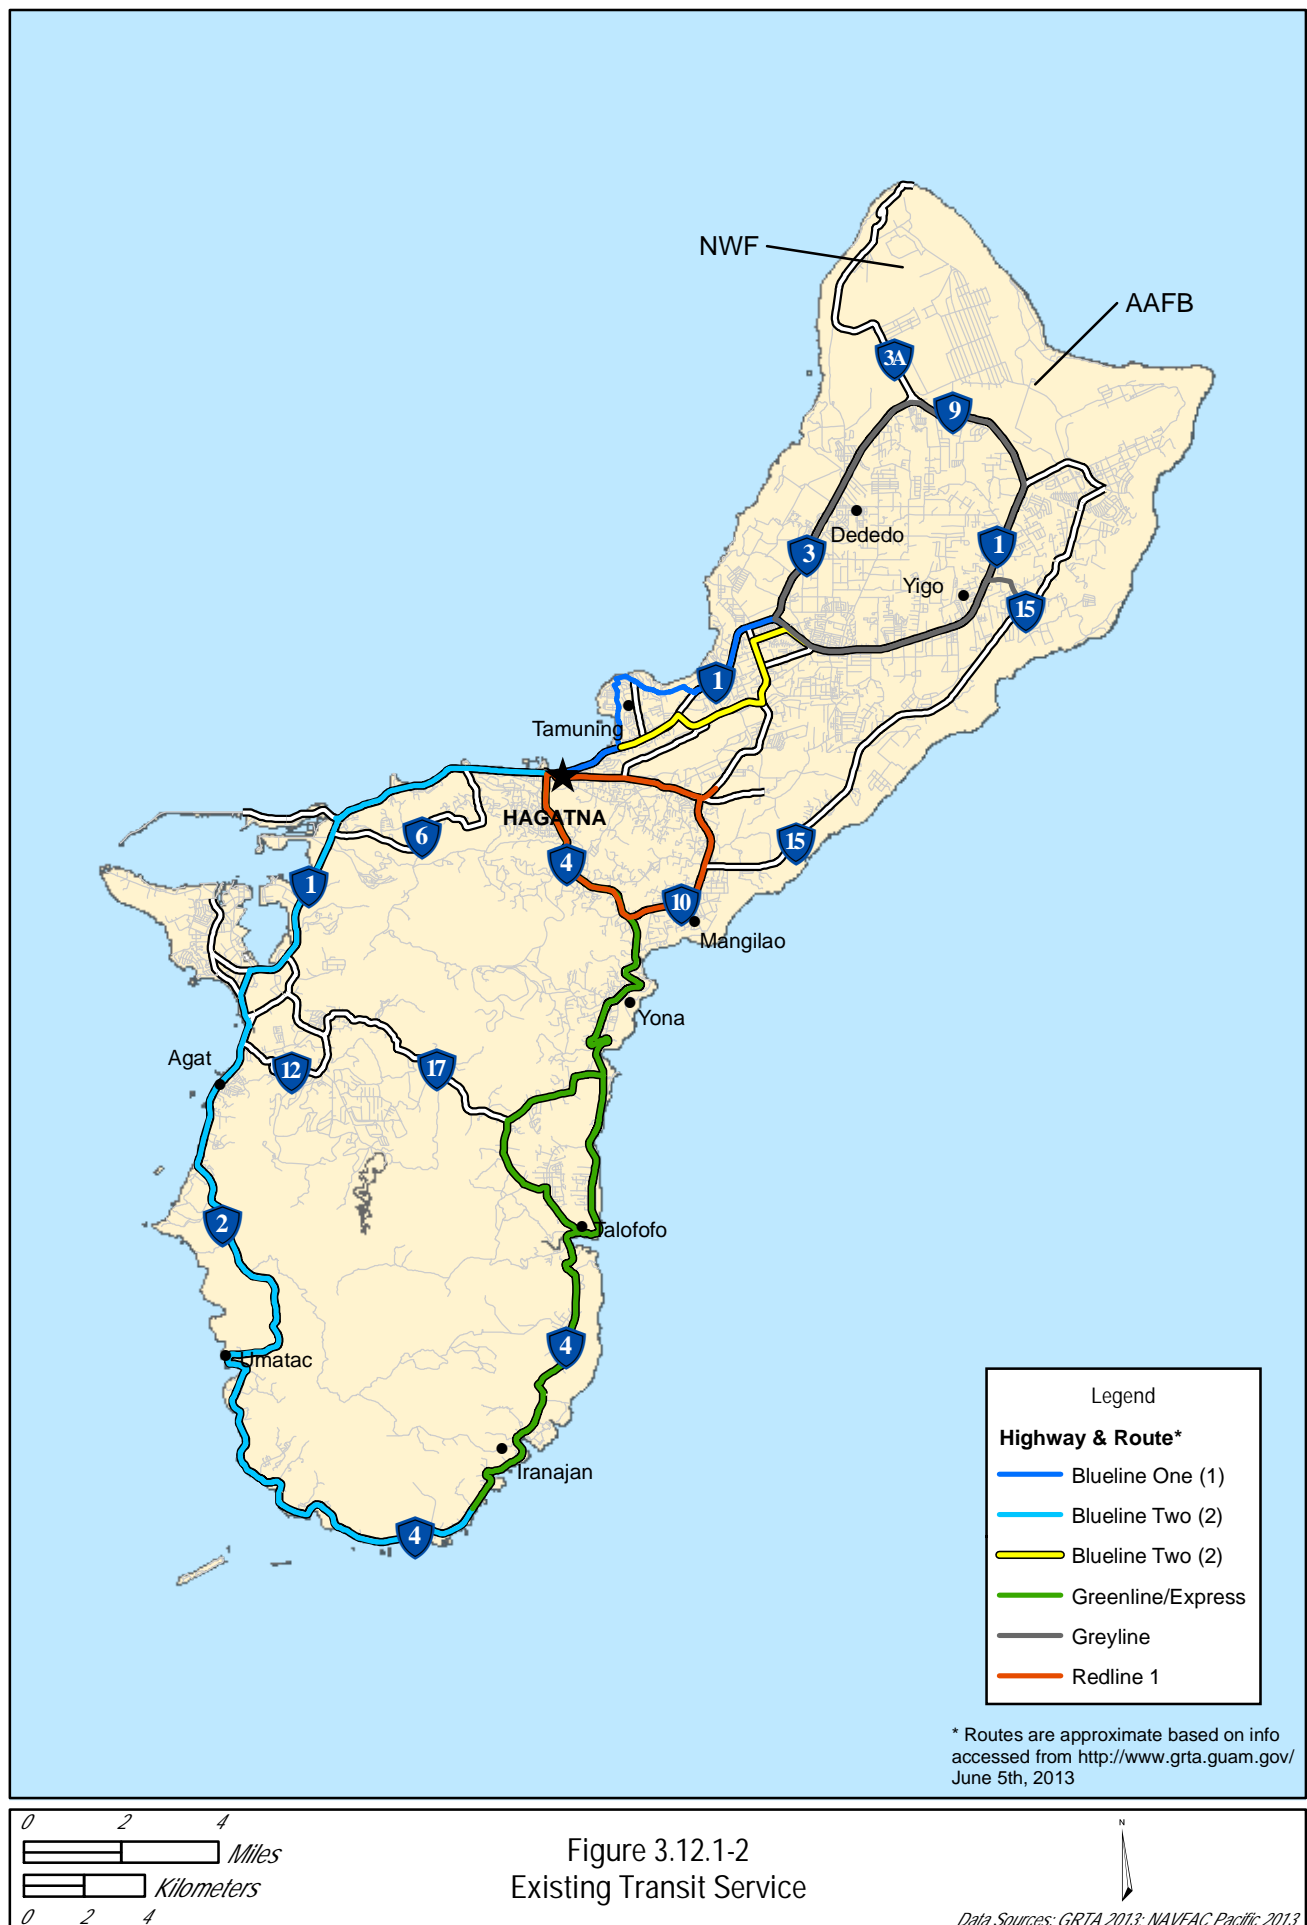 NWF
AAFB
3A
9
Dededo
3
1
Yigo
15
1
Tamuning
HAGATNA
6
4
15
1
10
Mangilao
Yona
Agat
12
17
2
Talofofo
4
Umatac
Iranajan
4
Legend
Highway & Route*
Blueline One (1)
Blueline Two (2)
Blueline Two (2)
Greenline/Express
Greyline
Redline 1
* Routes are approximate based on info
accessed from http://www.grta.guam.gov/
June 5th, 2013
0 2 4
Miles
Kilometers
0 2 4
Figure 3.12.1-2
Existing Transit Service
N
Data Sources: GRTA 2013; NAVFAC Pacific 2013